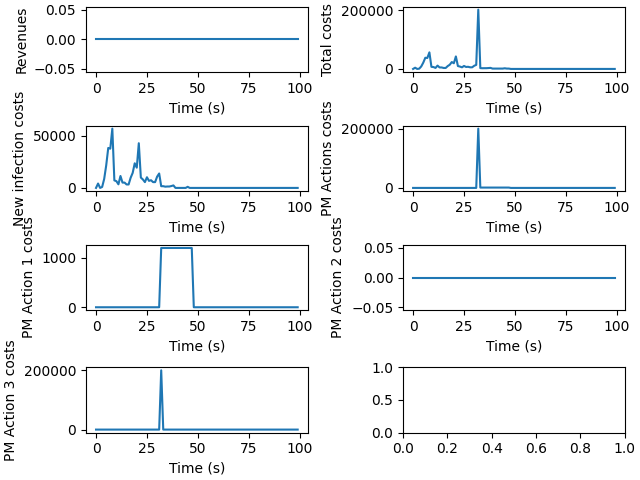 Revenues
0.05
0.00
−0.05
0 25 50 75 100
Time (s)
Total costs
200000
0
0 25 50 75 100
Time (s)
New infection costs
50000
0
0 25 50 75 100
Time (s)
PM Actions costs
200000
0
0 25 50 75 100
Time (s)
PM Action 1 costs
1000
0
0 25 50 75 100
Time (s)
PM Action 2 costs
0.05
0.00
−0.05
0 25 50 75 100
Time (s)
PM Action 3 costs
200000
0
0 25 50 75 100
Time (s)
1.0
0.5
0.0
0.0 0.2 0.4 0.6 0.8 1.0